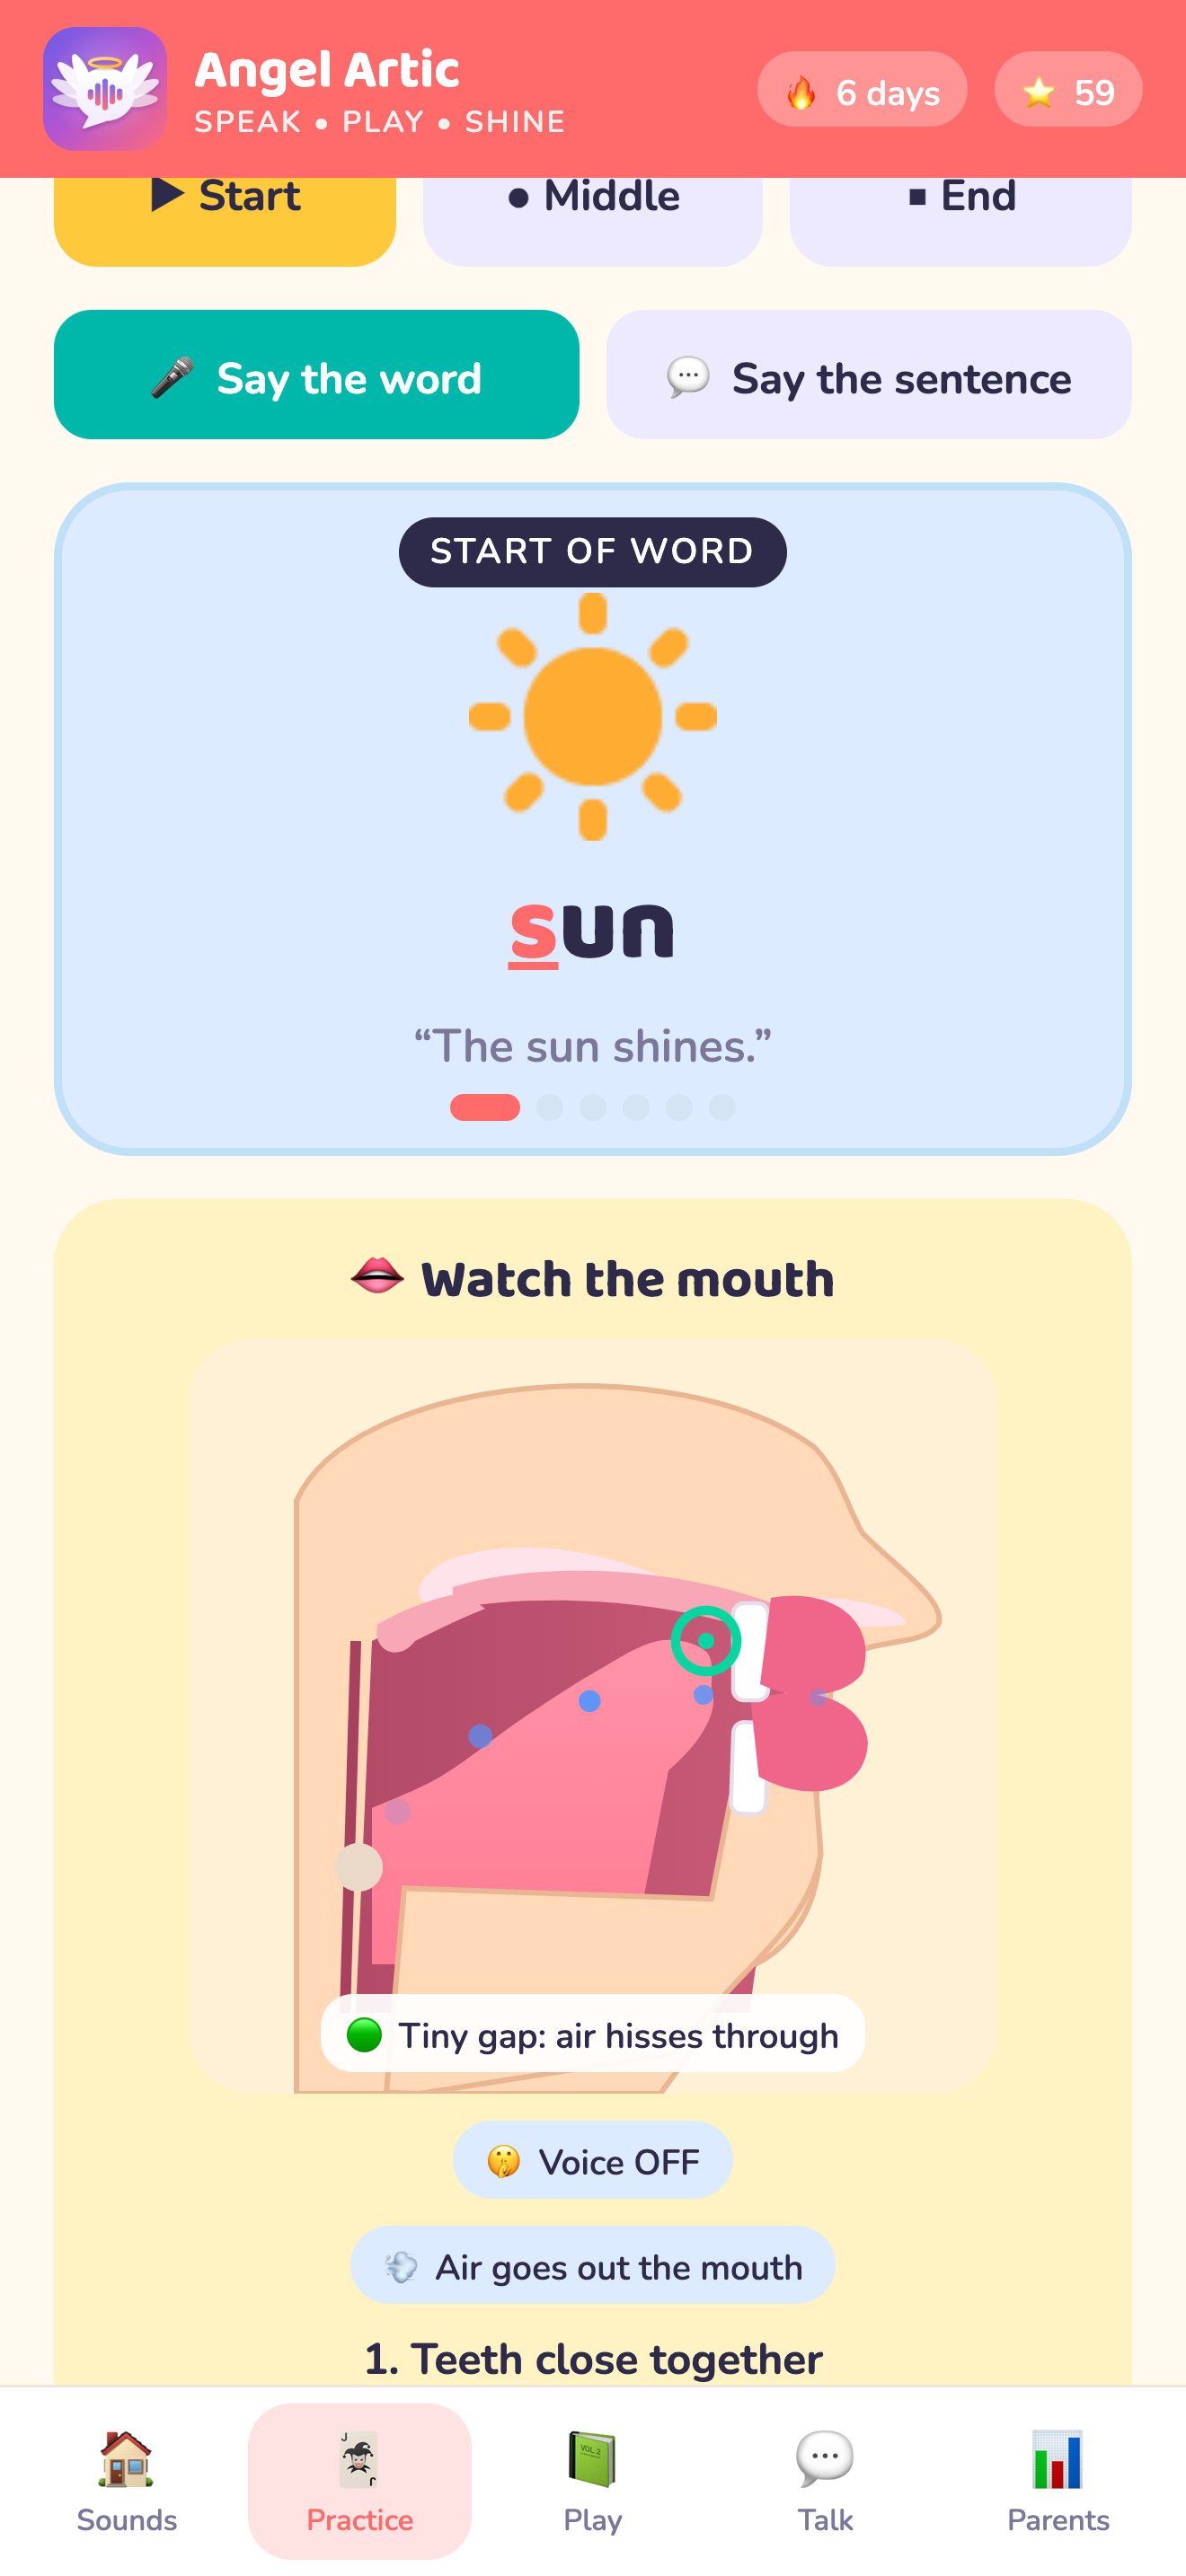 Angel Artic
SPEAK • PLAY • SHINE
6 days
59
▶ Start
● Middle
■ End
Say the word
Say the sentence
START OF WORD
sun
“The sun shines.”
Watch the mouth
Tiny gap: air hisses through
Voice OFF
Air goes out the mouth
1. Teeth close together
Sounds
Practice
Play
Talk
Parents